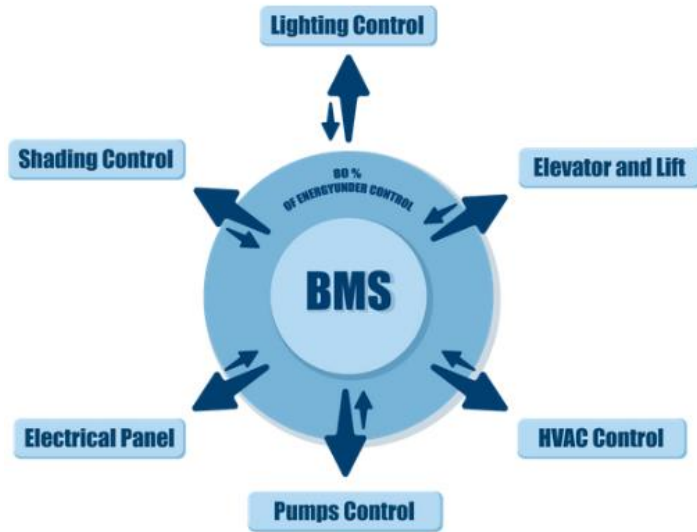 Lighting Control
Shading Control
Elevator and Lift
80 %
OF ENERGYUNDER CONTROL
BMS
Electrical Panel
HVAC Control
Pumps Control